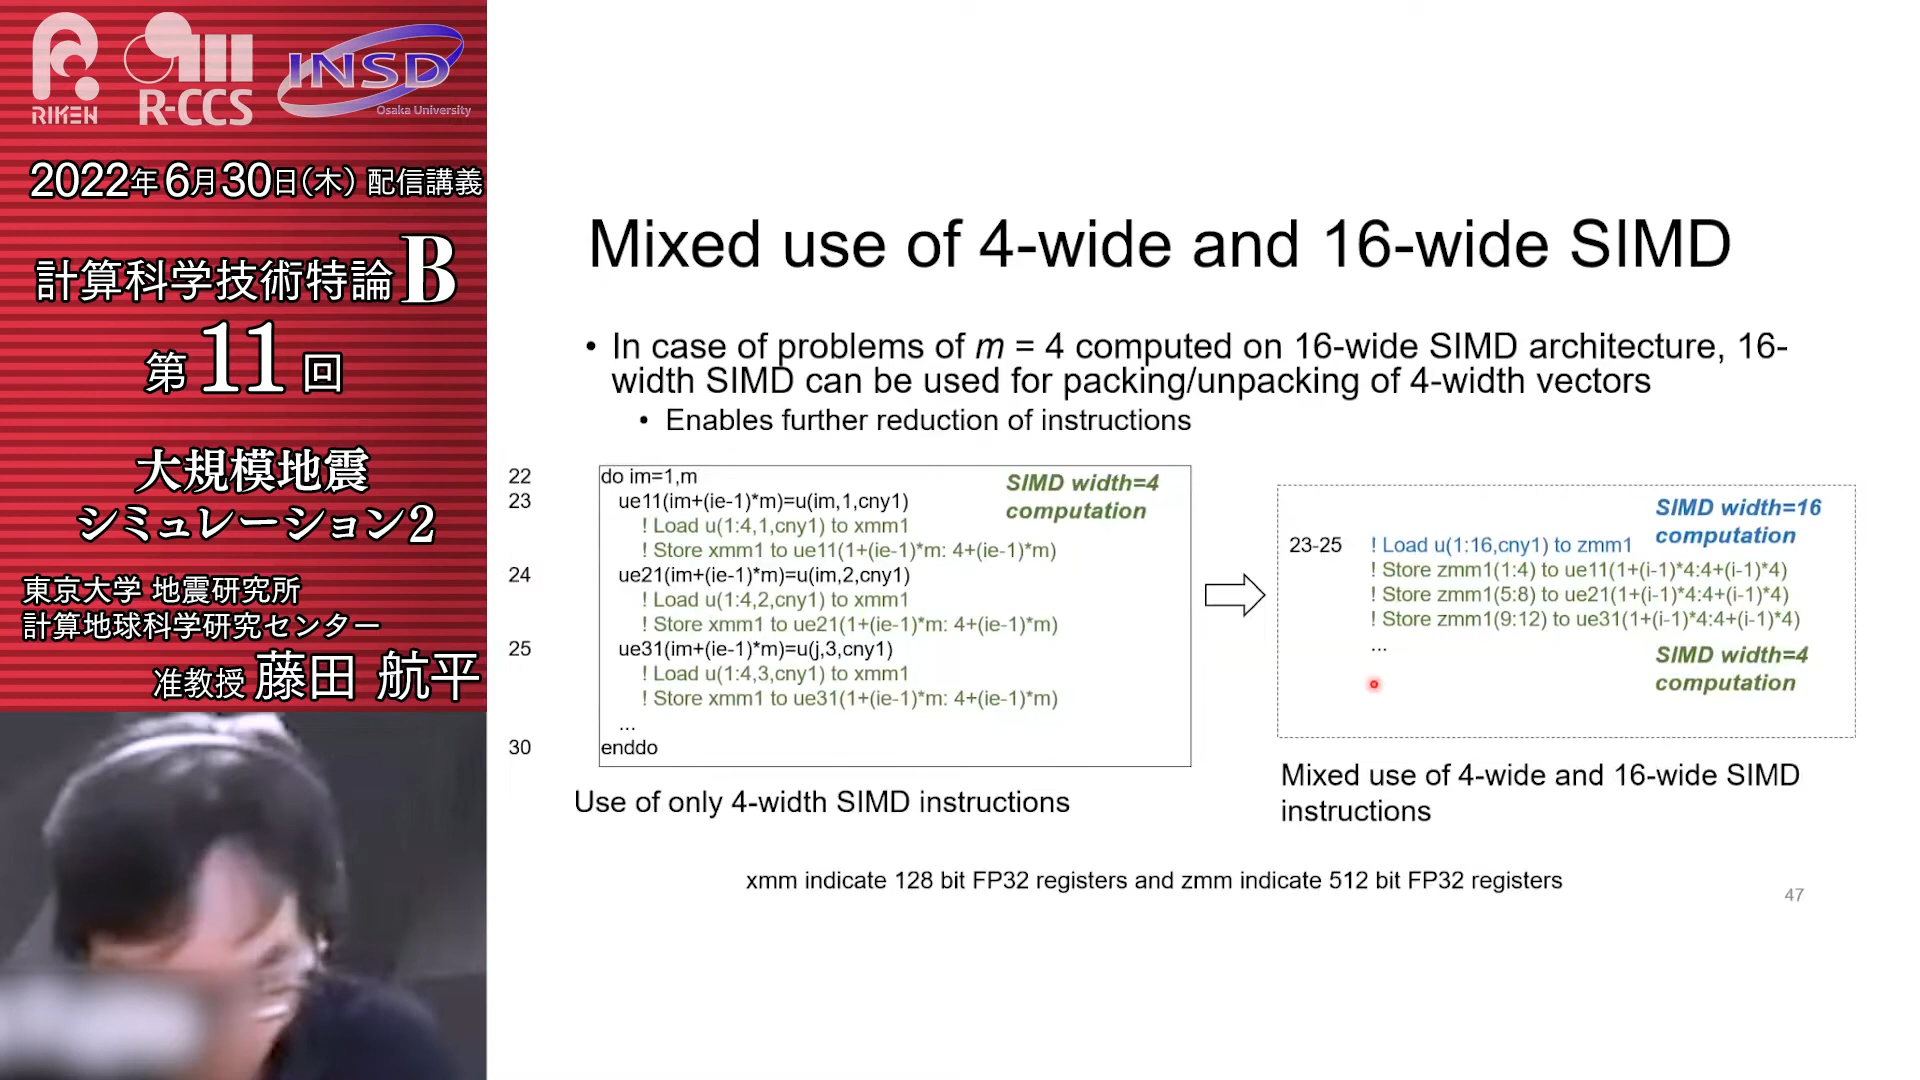 RIKEN
R-CCS
INSD
Osaka University
2022年6月30日(木) 配信講義
計算科学技術特論B
第11回
大規模地震
シミュレーション2
東京大学 地震研究所
計算地球科学研究センター
准教授 藤田 航平
Mixed use of 4-wide and 16-wide SIMD
• In case of problems of m = 4 computed on 16-wide SIMD architecture, 16-
width SIMD can be used for packing/unpacking of 4-width vectors
• Enables further reduction of instructions
22 do im=1,m
23 ue11(im+(ie-1)*m)=u(im,1,cny1)
! Load u(1:4,1,cny1) to xmm1
! Store xmm1 to ue11(1+(ie-1)*m: 4+(ie-1)*m)
24 ue21(im+(ie-1)*m)=u(im,2,cny1)
! Load u(1:4,2,cny1) to xmm1
! Store xmm1 to ue21(1+(ie-1)*m: 4+(ie-1)*m)
25 ue31(im+(ie-1)*m)=u(j,3,cny1)
! Load u(1:4,3,cny1) to xmm1
! Store xmm1 to ue31(1+(ie-1)*m: 4+(ie-1)*m)
...
30 enddo
SIMD width=4
computation
Use of only 4-width SIMD instructions
SIMD width=16
computation
23-25 ! Load u(1:16,cny1) to zmm1
! Store zmm1(1:4) to ue11(1+(i-1)*4:4+(i-1)*4)
! Store zmm1(5:8) to ue21(1+(i-1)*4:4+(i-1)*4)
! Store zmm1(9:12) to ue31(1+(i-1)*4:4+(i-1)*4)
...
SIMD width=4
computation
Mixed use of 4-wide and 16-wide SIMD
instructions
xmm indicate 128 bit FP32 registers and zmm indicate 512 bit FP32 registers
47